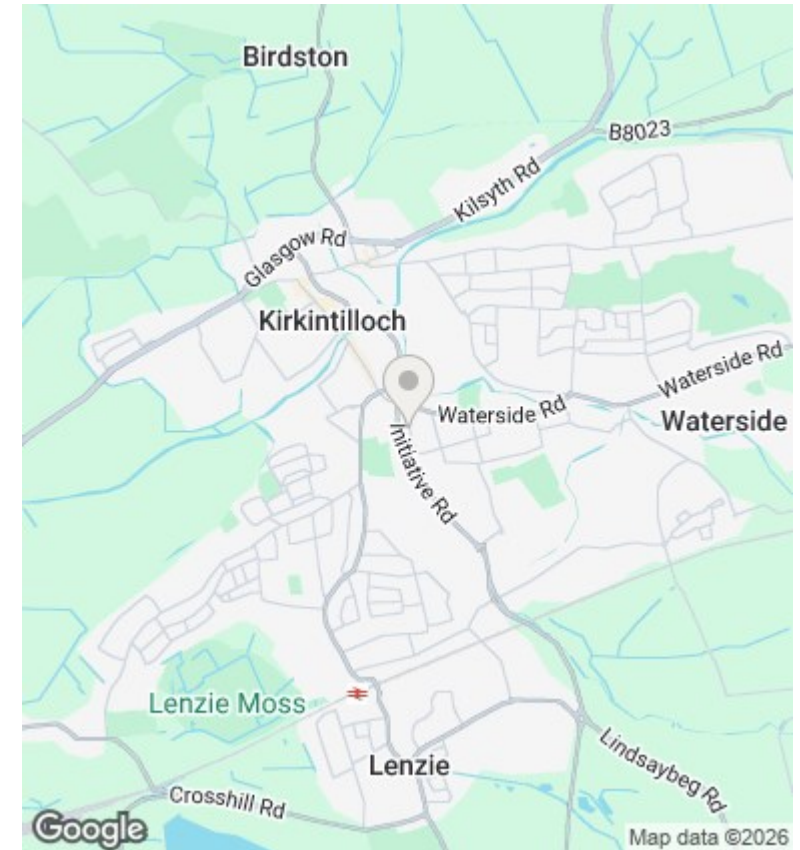 Birdston
B8023
Kilsyth Rd
Glasgow Rd
Kirkintilloch
Waterside Rd
Waterside Rd
Waterside
Initiative Rd
Lenzie Moss
Lenzie
Lindsaybeg Rd
Crosshill Rd
Google
Map data ©2026